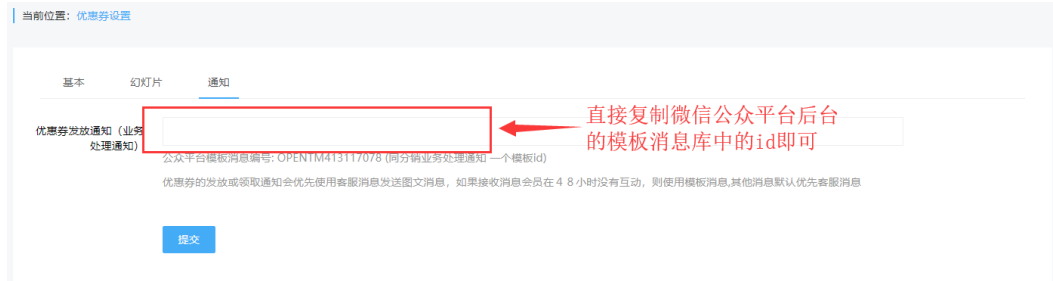 当前位置：优惠券设置
基本 幻灯片 通知
优惠券发放通知（业务
处理通知）
直接复制微信公众平台后台
的模板消息库中的id即可
公众平台模板消息编号: OPENTM413117078 (同分销业务处理通知 一个模板id)
优惠券的发放或领取通知会优先使用客服消息发送图文消息，如果接收消息会员在４８小时没有互动，则使用模板消息,其他消息默认优先客服消息
提交